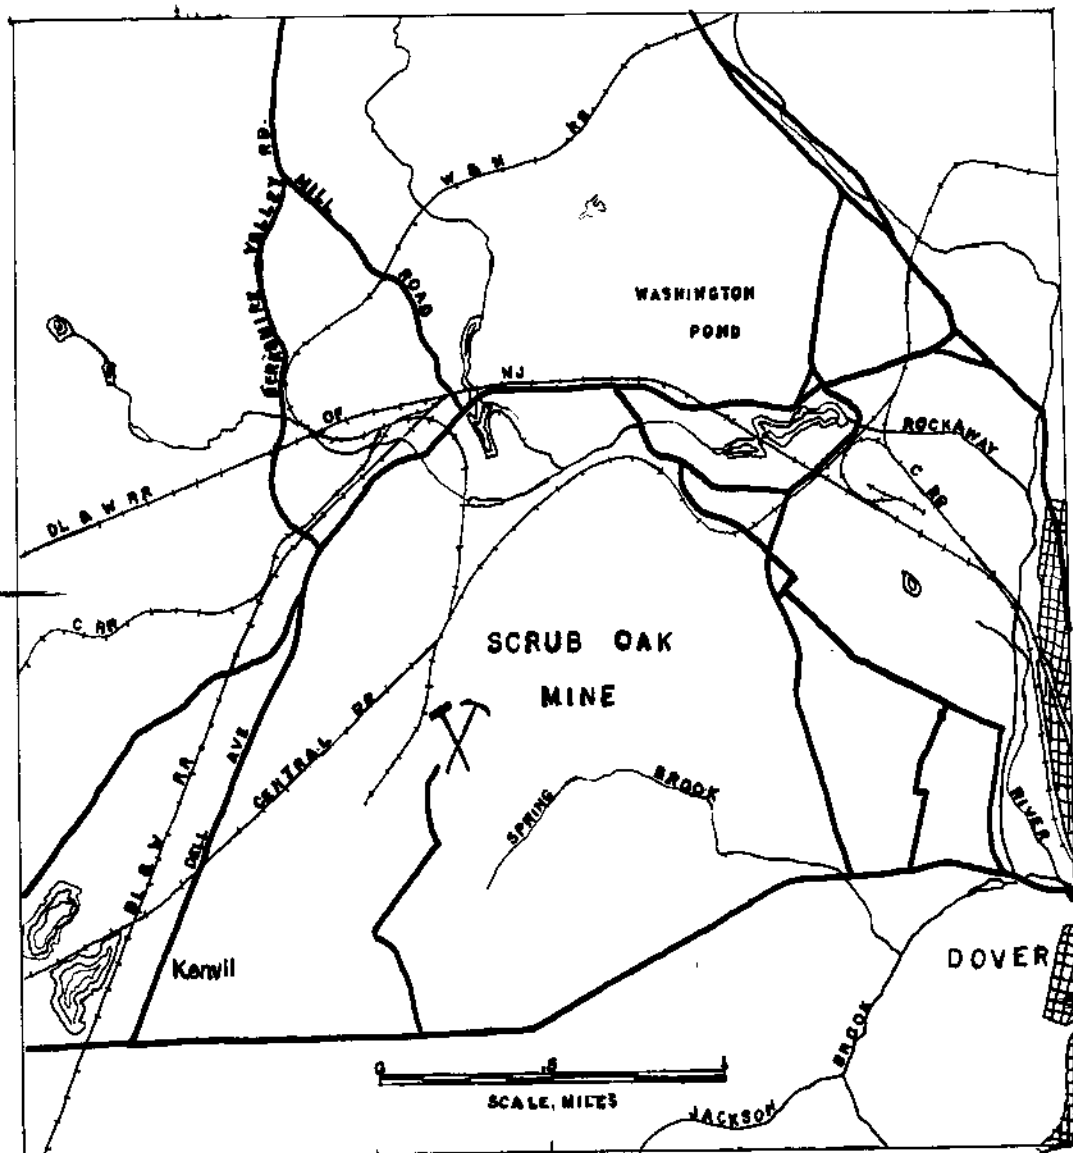 BERKSHIRE VALLEY RD.
MILL ROAD
W & N RR
WASHINGTON
POND
DL & W RR OF NJ
ROCKAWAY
C RR
C RR
SCRUB OAK
MINE
DL & W RR
DELL AVE
CENTRAL RR
SPRING BROOK
RIVER
Kenvil
DOVER
0 .5 1
SCALE, MILES
JACKSON BROOK